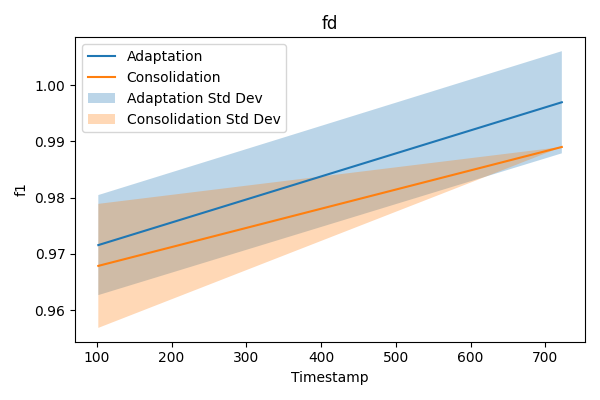 fd
Adaptation
Consolidation
Adaptation Std Dev
Consolidation Std Dev
1.00
0.99
0.98
0.97
0.96
f1
100 200 300 400 500 600 700
Timestamp